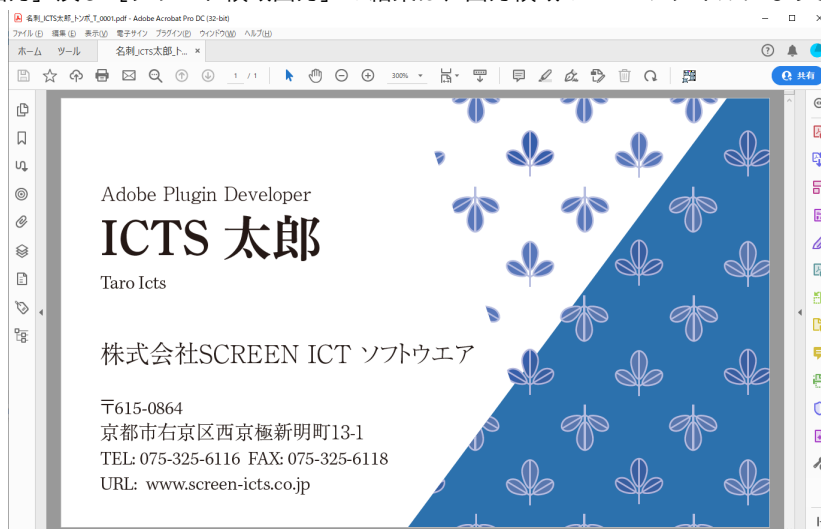 名刺_ICTS太郎_トンボ_T_0001.pdf - Adobe Acrobat Pro DC (32-bit)
ファイル(F) 編集(E) 表示(V) 電子サイン プラグイン(P) ウィンドウ(W) ヘルプ(H)
ホーム ツール 名刺_ICTS太郎_ト... ×
1 / 1 300% 共有
Adobe Plugin Developer
ICTS 太郎
Taro Icts
株式会社SCREEN ICT ソフトウエア
〒615-0864
京都市右京区西京極新明町13-1
TEL: 075-325-6116 FAX: 075-325-6118
URL: www.screen-icts.co.jp